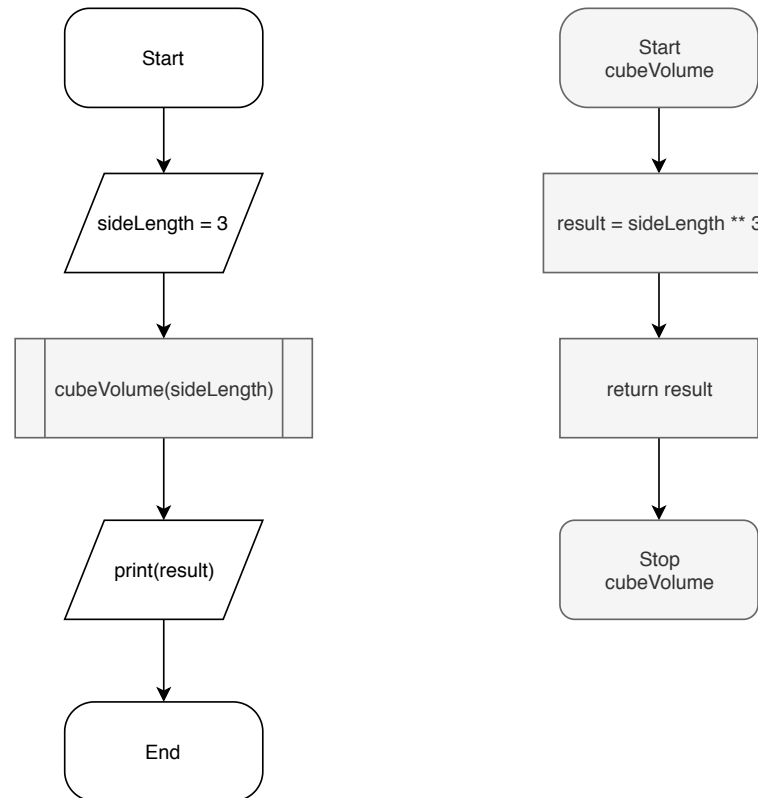 Start
sideLength = 3
cubeVolume(sideLength)
print(result)
End
Start
cubeVolume
result = sideLength ** 3
return result
Stop
cubeVolume